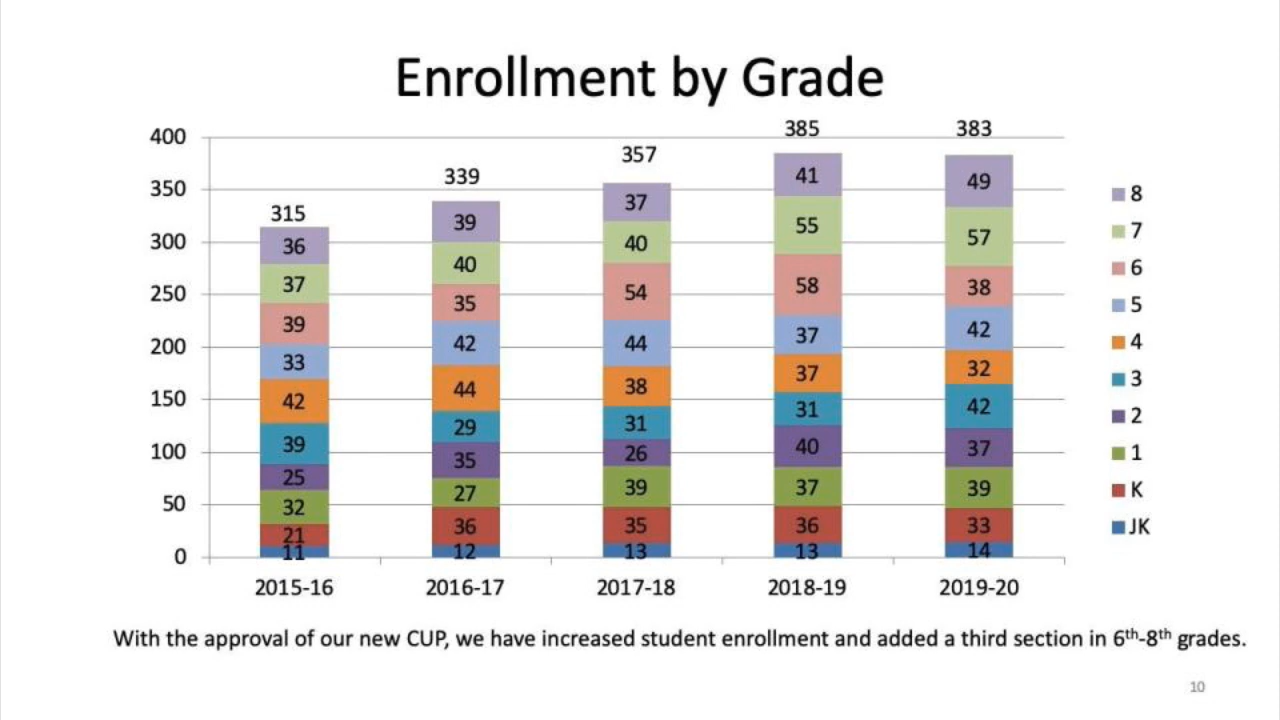 Enrollment by Grade
385 383
400
357
339
350
315
300
250
200
150
100
50
0
36 39 37 41 49
37 40 40 55 57
39 35 54 58 38
33 42 44 37 42
42 44 38 37 32
39 29 31 31 42
25 35 26 40 37
32 27 39 37 39
21 36 35 36 33
11 12 13 13 14
2015-16 2016-17 2017-18 2018-19 2019-20
8
7
6
5
4
3
2
1
K
JK
With the approval of our new CUP, we have increased student enrollment and added a third section in 6th-8th grades.
10